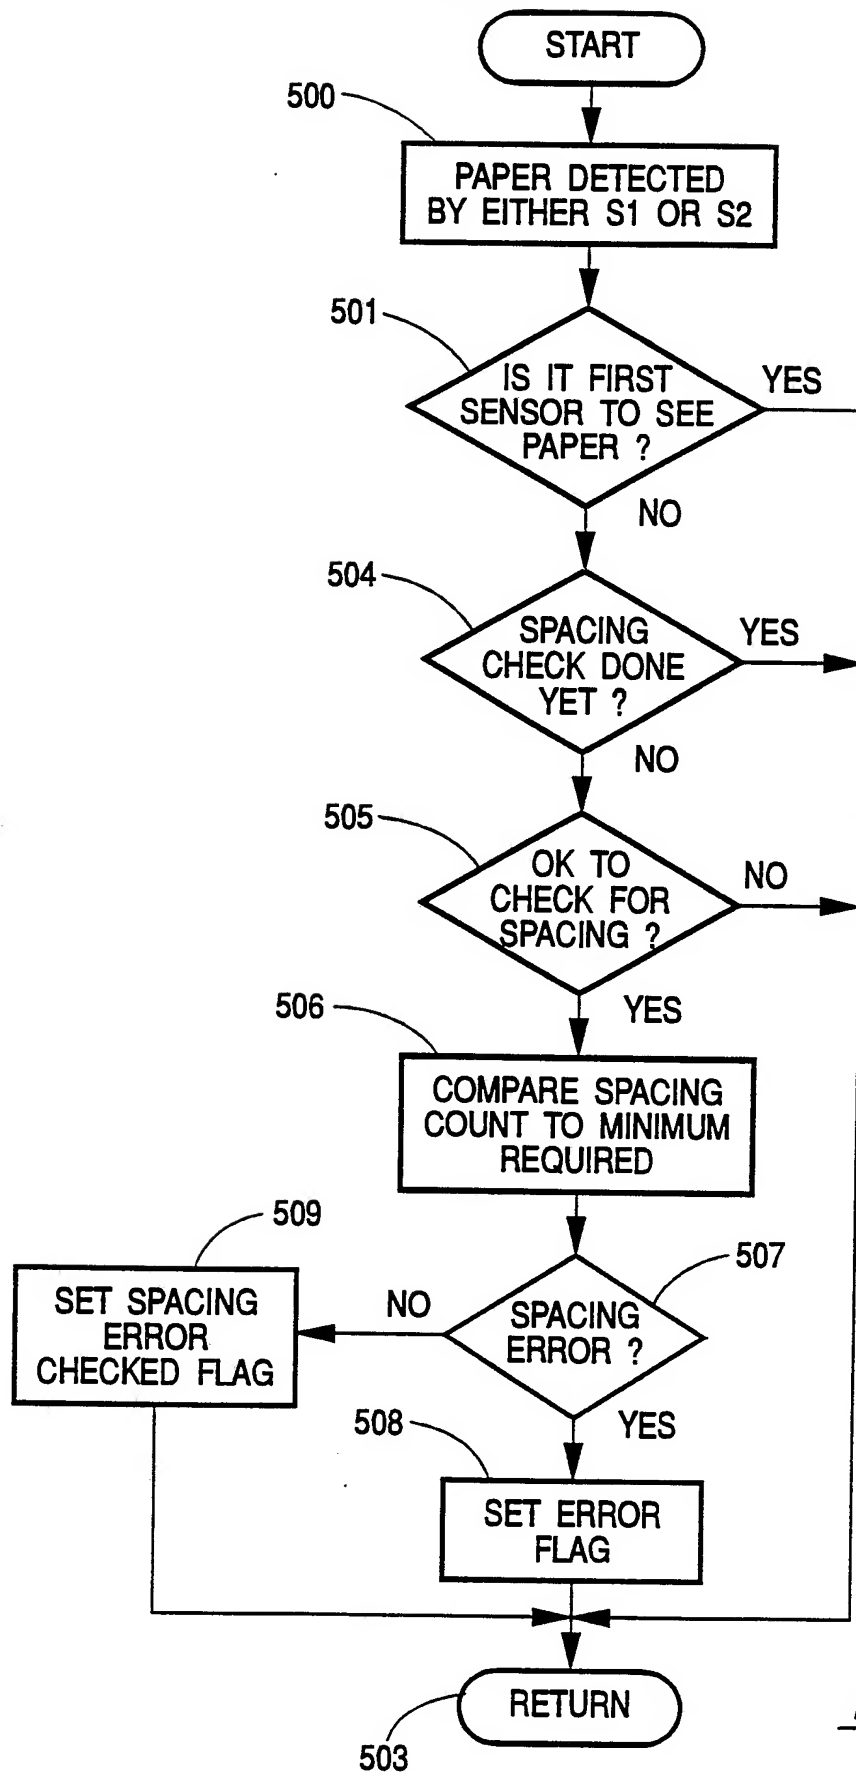 START
500
PAPER DETECTED
BY EITHER S1 OR S2
501
IS IT FIRST
SENSOR TO SEE
PAPER ?
YES
NO
504
SPACING
CHECK DONE
YET ?
YES
NO
505
OK TO
CHECK FOR
SPACING ?
NO
YES
506
COMPARE SPACING
COUNT TO MINIMUM
REQUIRED
509
SET SPACING
ERROR
CHECKED FLAG
NO
507
SPACING
ERROR ?
YES
508
SET ERROR
FLAG
RETURN
503